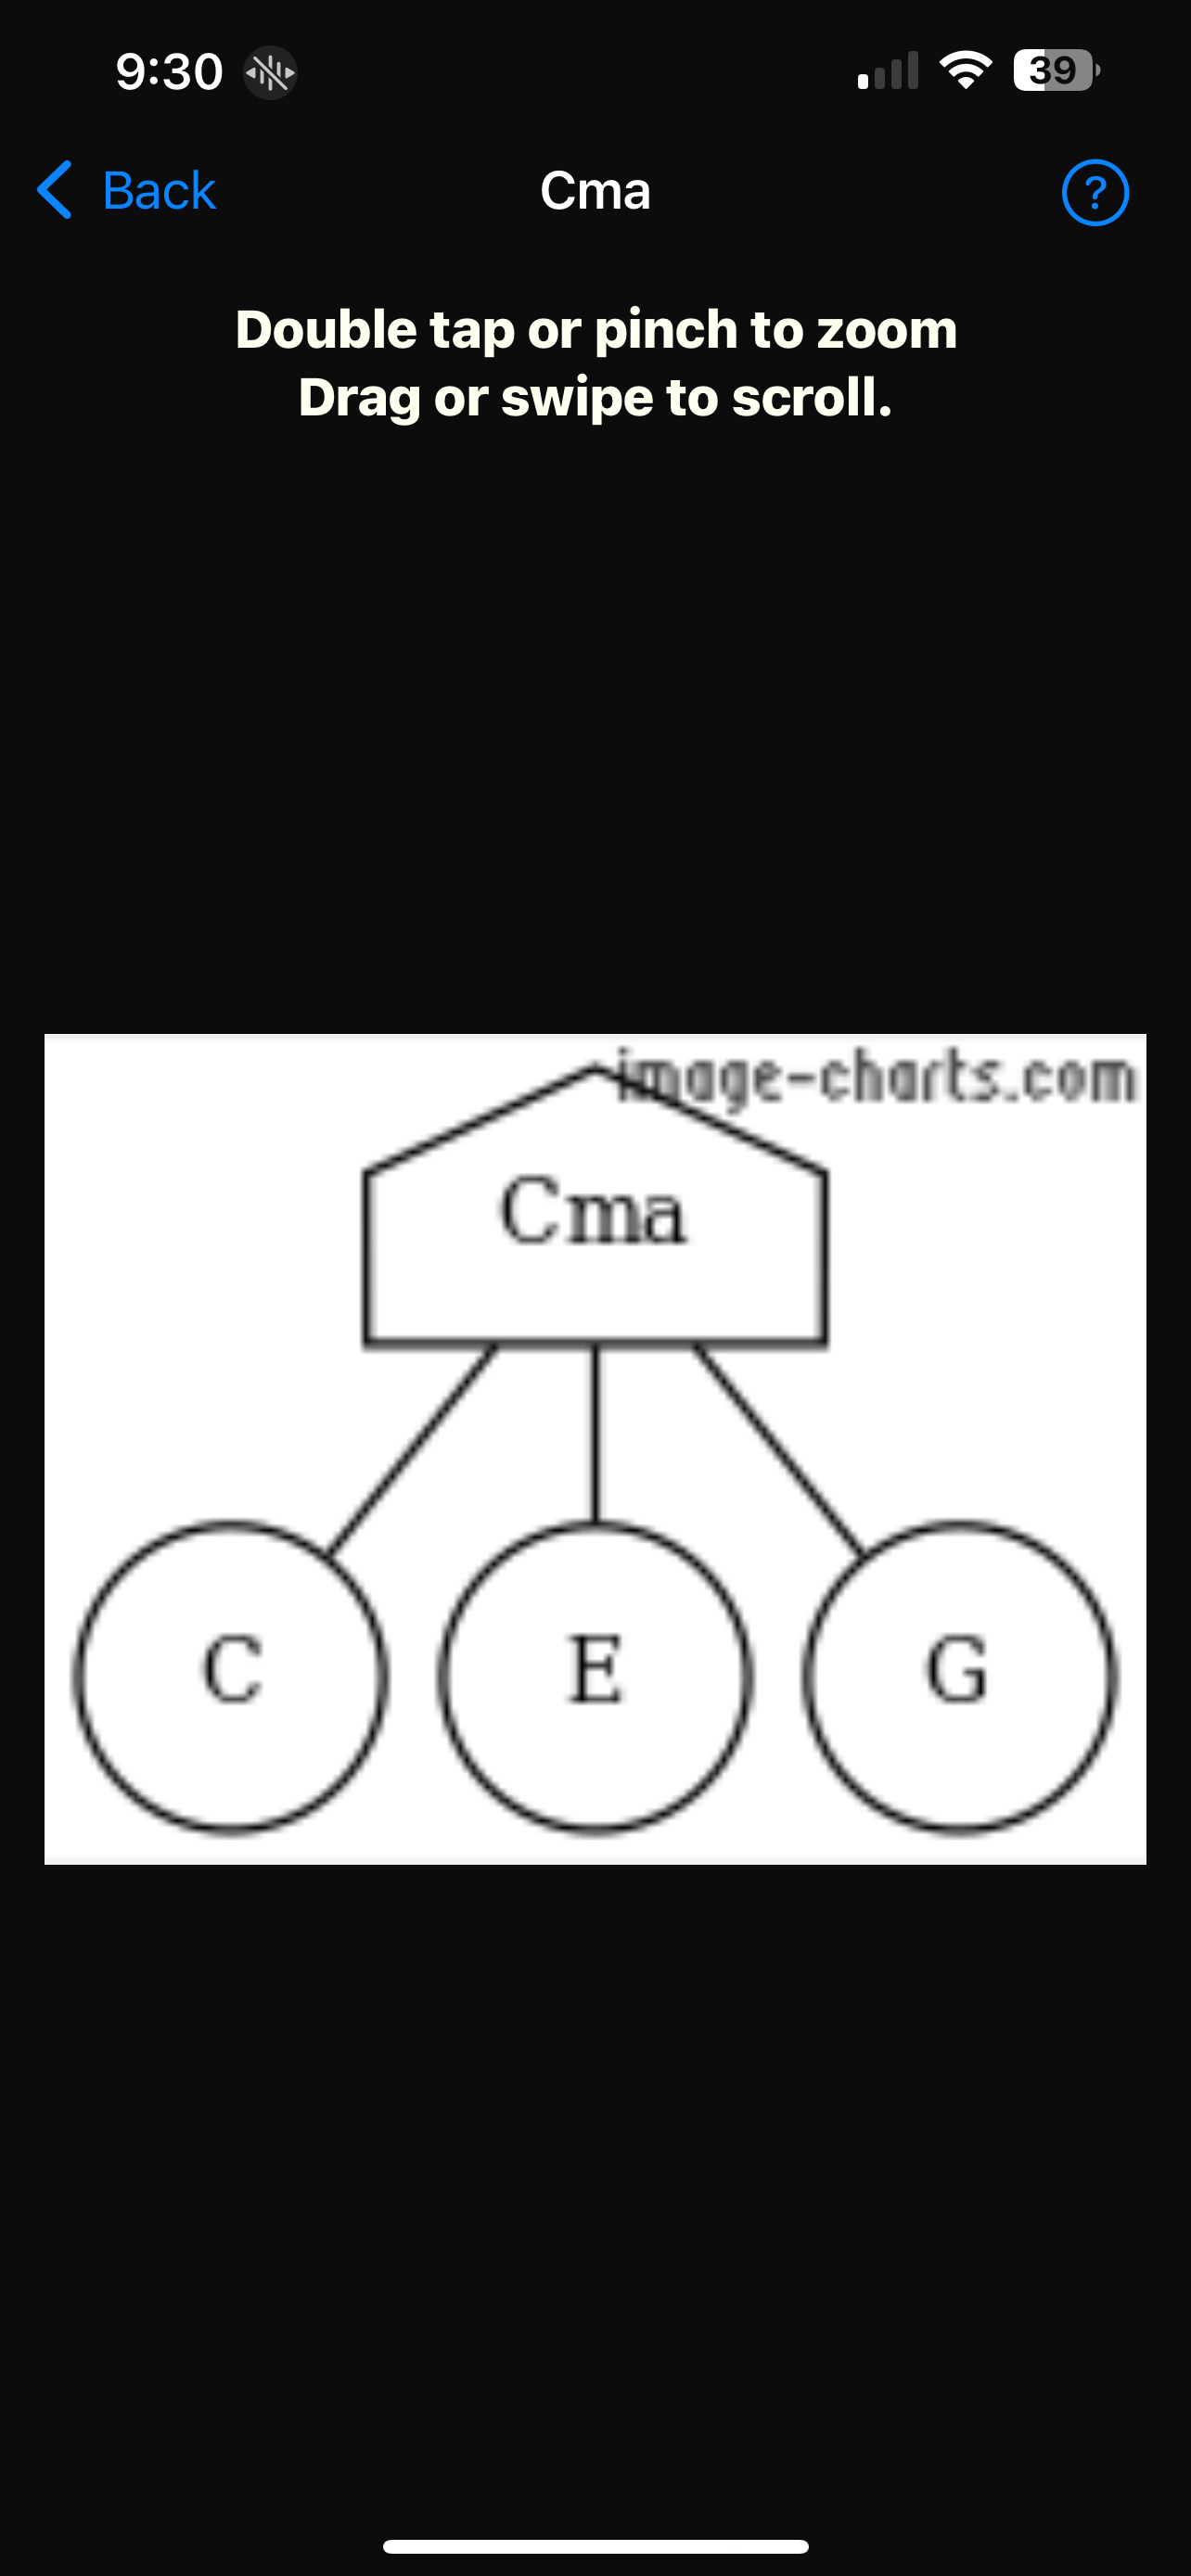 9:30
39
Back
Cma
?
Double tap or pinch to zoom
Drag or swipe to scroll.
image-charts.com
Cma
C
E
G